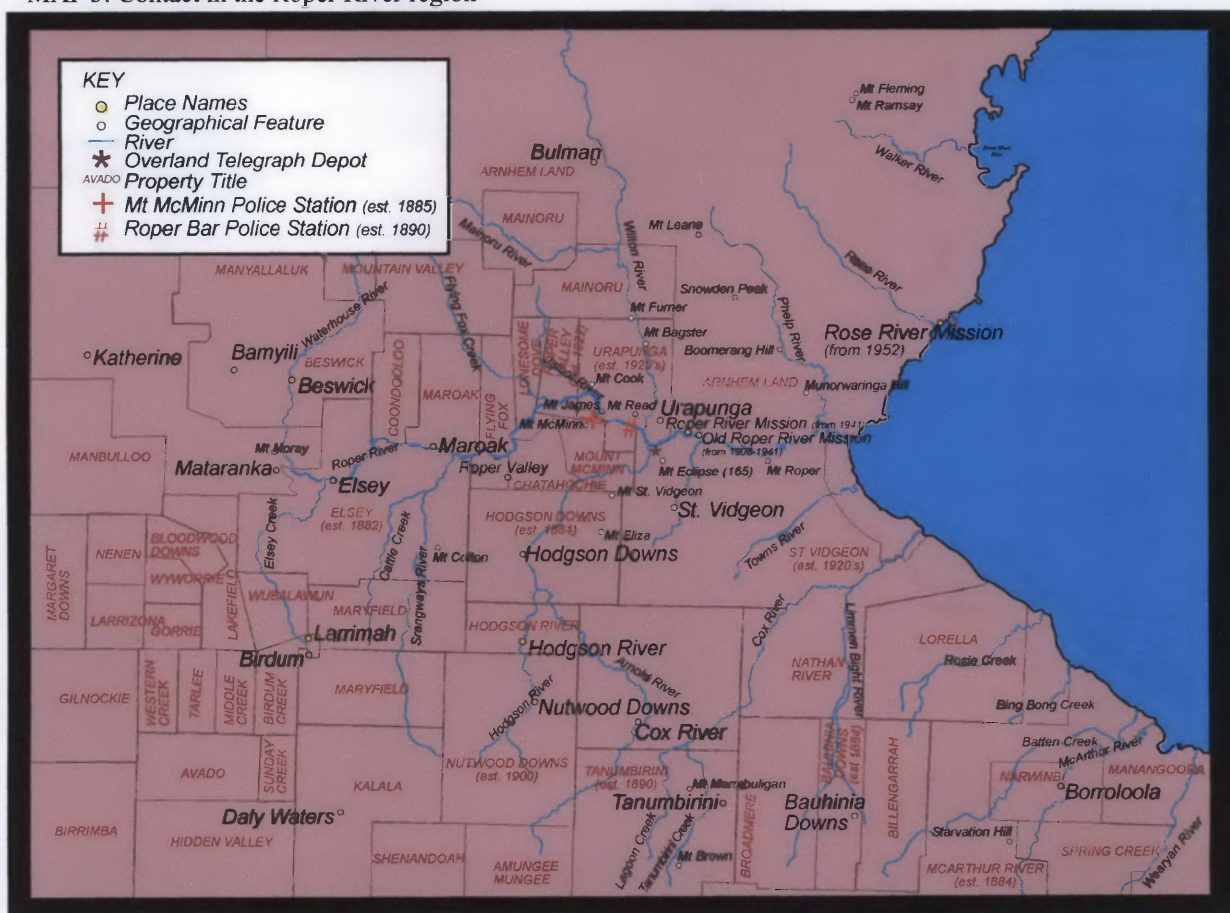 MAP 3: Contact in the Roper River region
KEY
Place Names
Geographical Feature
River
Overland Telegraph Depot
AVADO Property Title
Mt McMinn Police Station (est. 1885)
Roper Bar Police Station (est. 1890)
Mt Fleming
Mt Ramsay
Walker River
Bulman
ARNHEM LAND
MAINORU
Mainoru River
Mt Leane
Wilton River
Rose River
MANYALLALUK
MOUNTAIN VALLEY
MAINORU
Snowden Peak
Phelp River
Waterhouse River
Flying Fox Creek
Mt Furner
Rose River Mission
(from 1952)
Katherine
Bamyili
BESWICK
Beswick
COONDOOLOO
MAROAK
FLYING
FOX
LONESOME
DOVE
VALLEY
URAPUNGA
(est. 1920's)
Mt Bagster
Boomerang Hill
Mt Cook
ARNHEM LAND
Munorwaringa Hill
Mt James
Mt Read
Urapunga
Mt McMinn
Roper River Mission (from 1941)
Old Roper River Mission
(from 1908-1941)
MANBULLOO
Mt Moray
Roper River
Maroak
Mataranka
Elsey
Roper Valley
MOUNT
MCMINN
CHATAHOCHIE
Mt Eclipse (165)
Mt Roper
ELSEY
(est. 1882)
HODGSON DOWNS
(est. 1884)
Mt St. Vidgeon
St. Vidgeon
Elsey Creek
Cattle Creek
Srangways River
Mt Eliza
Hodgson Downs
Towns River
ST VIDGEON
(est. 1920's)
MARGARET
DOWNS
NENEN
BLOODWOOD
DOWNS
WYWORRIE
LARRIZONA
GORRIE
LAKEFIELD
WUBALAWUN
MARYFIELD
Larrimah
Birdum
HODGSON RIVER
Hodgson River
Cox River
Limmen Bight River
LORELLA
Rosie Creek
NATHAN
RIVER
Arnold River
GILNOCKIE
WESTERN
CREEK
TARLEE
MIDDLE
CREEK
BIRDUM
CREEK
MARYFIELD
Hodgson River
Nutwood Downs
Cox River
Bing Bong Creek
Batten Creek
McArthur River
AVADO
SUNDAY
CREEK
KALALA
NUTWOOD DOWNS
(est. 1900)
TANUMBIRINI
(est. 1890)
BAUHINIA
DOWNS
(est 1884)
BILLENGARRAH
NARWINBI
MANANGOORA
Tanumbirini
Bauhinia
Downs
Borroloola
BIRRIMBA
HIDDEN VALLEY
Daly Waters
SHENANDOAH
AMUNGEE
MUNGEE
Lagoon Creek
Tanumbirini Creek
Mt Brown
BROADMERE
Starvation Hill
MCARTHUR RIVER
(est. 1884)
SPRING CREEK
Wearyan River